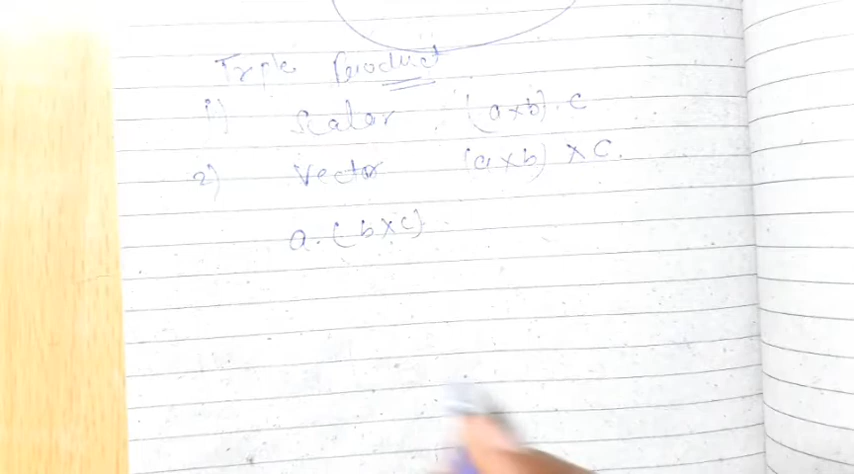 Triple Product
1) Scalar (a×b).c
2) Vector (a×b) × c.
a.(b×c)